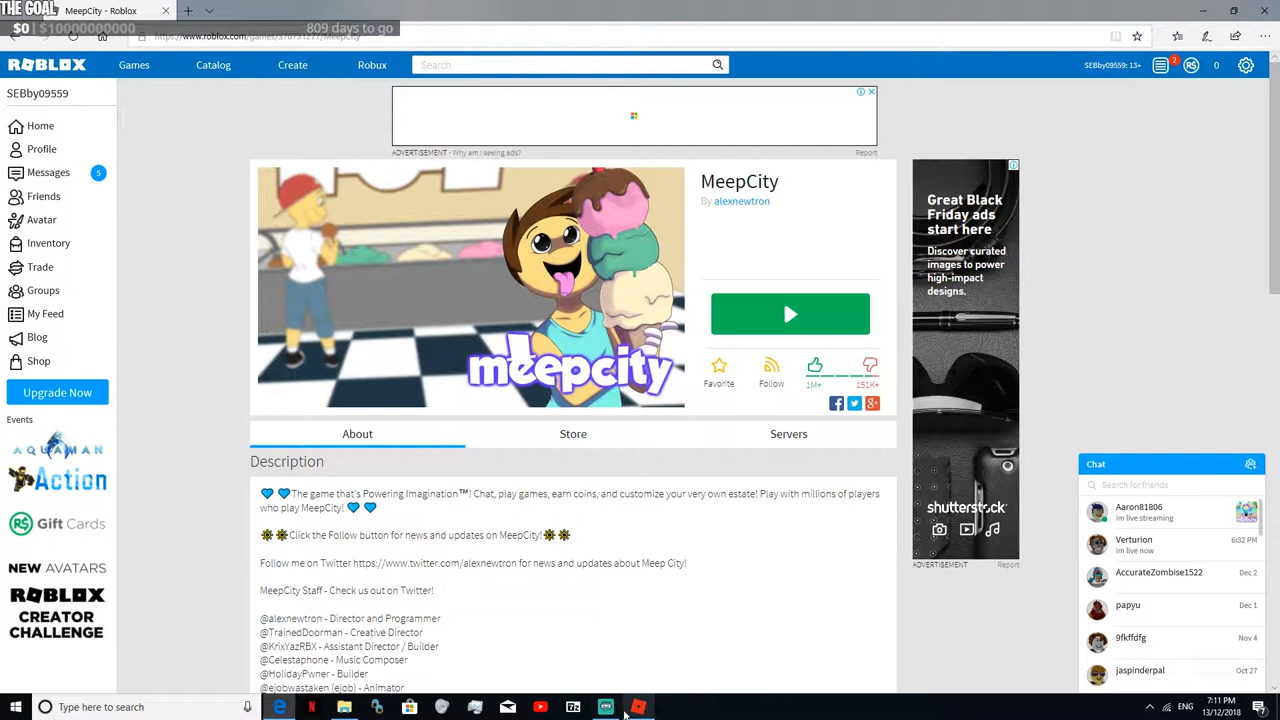 THE GOAL
$0 | $10000000000
809 days to go
MeepCity - Roblox
https://www.roblox.com/games/370731277/MeepCity
ROBLOX
Games
Catalog
Create
Robux
Search
SEBby09559: 13+
2
0
SEBby09559
Home
Profile
Messages
5
Friends
Avatar
Inventory
Trade
Groups
My Feed
Blog
Shop
Upgrade Now
Events
AQUAMAN
Action
Gift Cards
NEW AVATARS
ROBLOX
CREATOR
CHALLENGE
ADVERTISEMENT - Why am I seeing ads?
Report
meepcity
MeepCity
By alexnewtron
Favorite
Follow
1M+
151K+
About
Store
Servers
Description
The game that's Powering Imagination™! Chat, play games, earn coins, and customize your very own estate! Play with millions of players
who play MeepCity!
Click the Follow button for news and updates on MeepCity!
Follow me on Twitter https://www.twitter.com/alexnewtron for news and updates about Meep City!
MeepCity Staff - Check us out on Twitter!
@alexnewtron - Director and Programmer
@TrainedDoorman - Creative Director
@KrixYazRBX - Assistant Director / Builder
@Celestaphone - Music Composer
@HolidayPwner - Builder
@ejobwastaken (ejob) - Animator
Great Black
Friday ads
start here
Discover curated
images to power
high-impact
designs.
shutterstock
ADVERTISEMENT
Report
Chat
Search for friends
Aaron81806
im live streaming
Verturion
6:32 PM
im live now
AccurateZombise1522
Dec 2
papyu
Dec 1
9fkffdfg
Nov 4
jaspinderpal
Oct 27
Type here to search
ENG
7:11 PM
13/12/2018